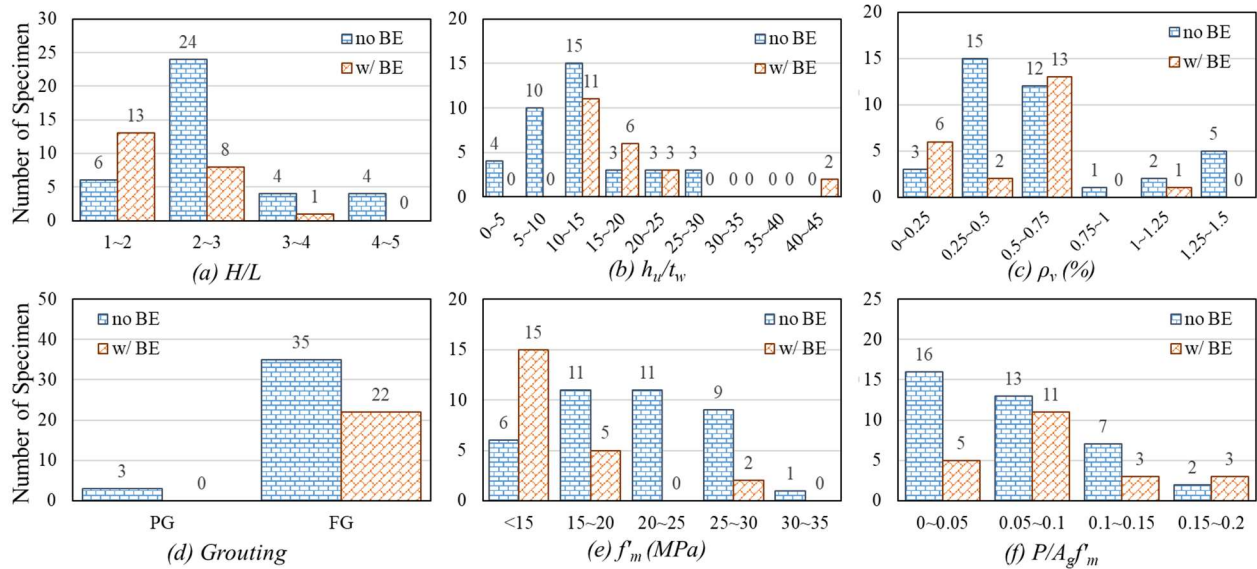 Number of Specimen
30
25
20
15
10
5
0
no BE
w/ BE
6 13 24 8 4 1 4 0
1~2 2~3 3~4 4~5
(a) H/L
20
15
10
5
0
no BE
w/ BE
4 0 10 0 15 11 3 6 3 3 3 0 0 0 0 0 0 2
0~5 5~10 10~15 15~20 20~25 25~30 30~35 35~40 40~45
(b) hᵤ/t_w
20
15
10
5
0
no BE
w/ BE
3 6 15 2 12 13 1 0 2 1 5 0
0~0.25 0.25~0.5 0.5~0.75 0.75~1 1~1.25 1.25~1.5
(c) ρᵥ (%)
Number of Specimen
50
40
30
20
10
0
no BE
w/ BE
3 0 35 22
PG FG
(d) Grouting
20
15
10
5
0
no BE
w/ BE
6 15 11 5 11 0 9 2 1 0
<15 15~20 20~25 25~30 30~35
(e) f'ₘ (MPa)
25
20
15
10
5
0
no BE
w/ BE
16 5 13 11 7 3 2 3
0~0.05 0.05~0.1 0.1~0.15 0.15~0.2
(f) P/A_g f'ₘ